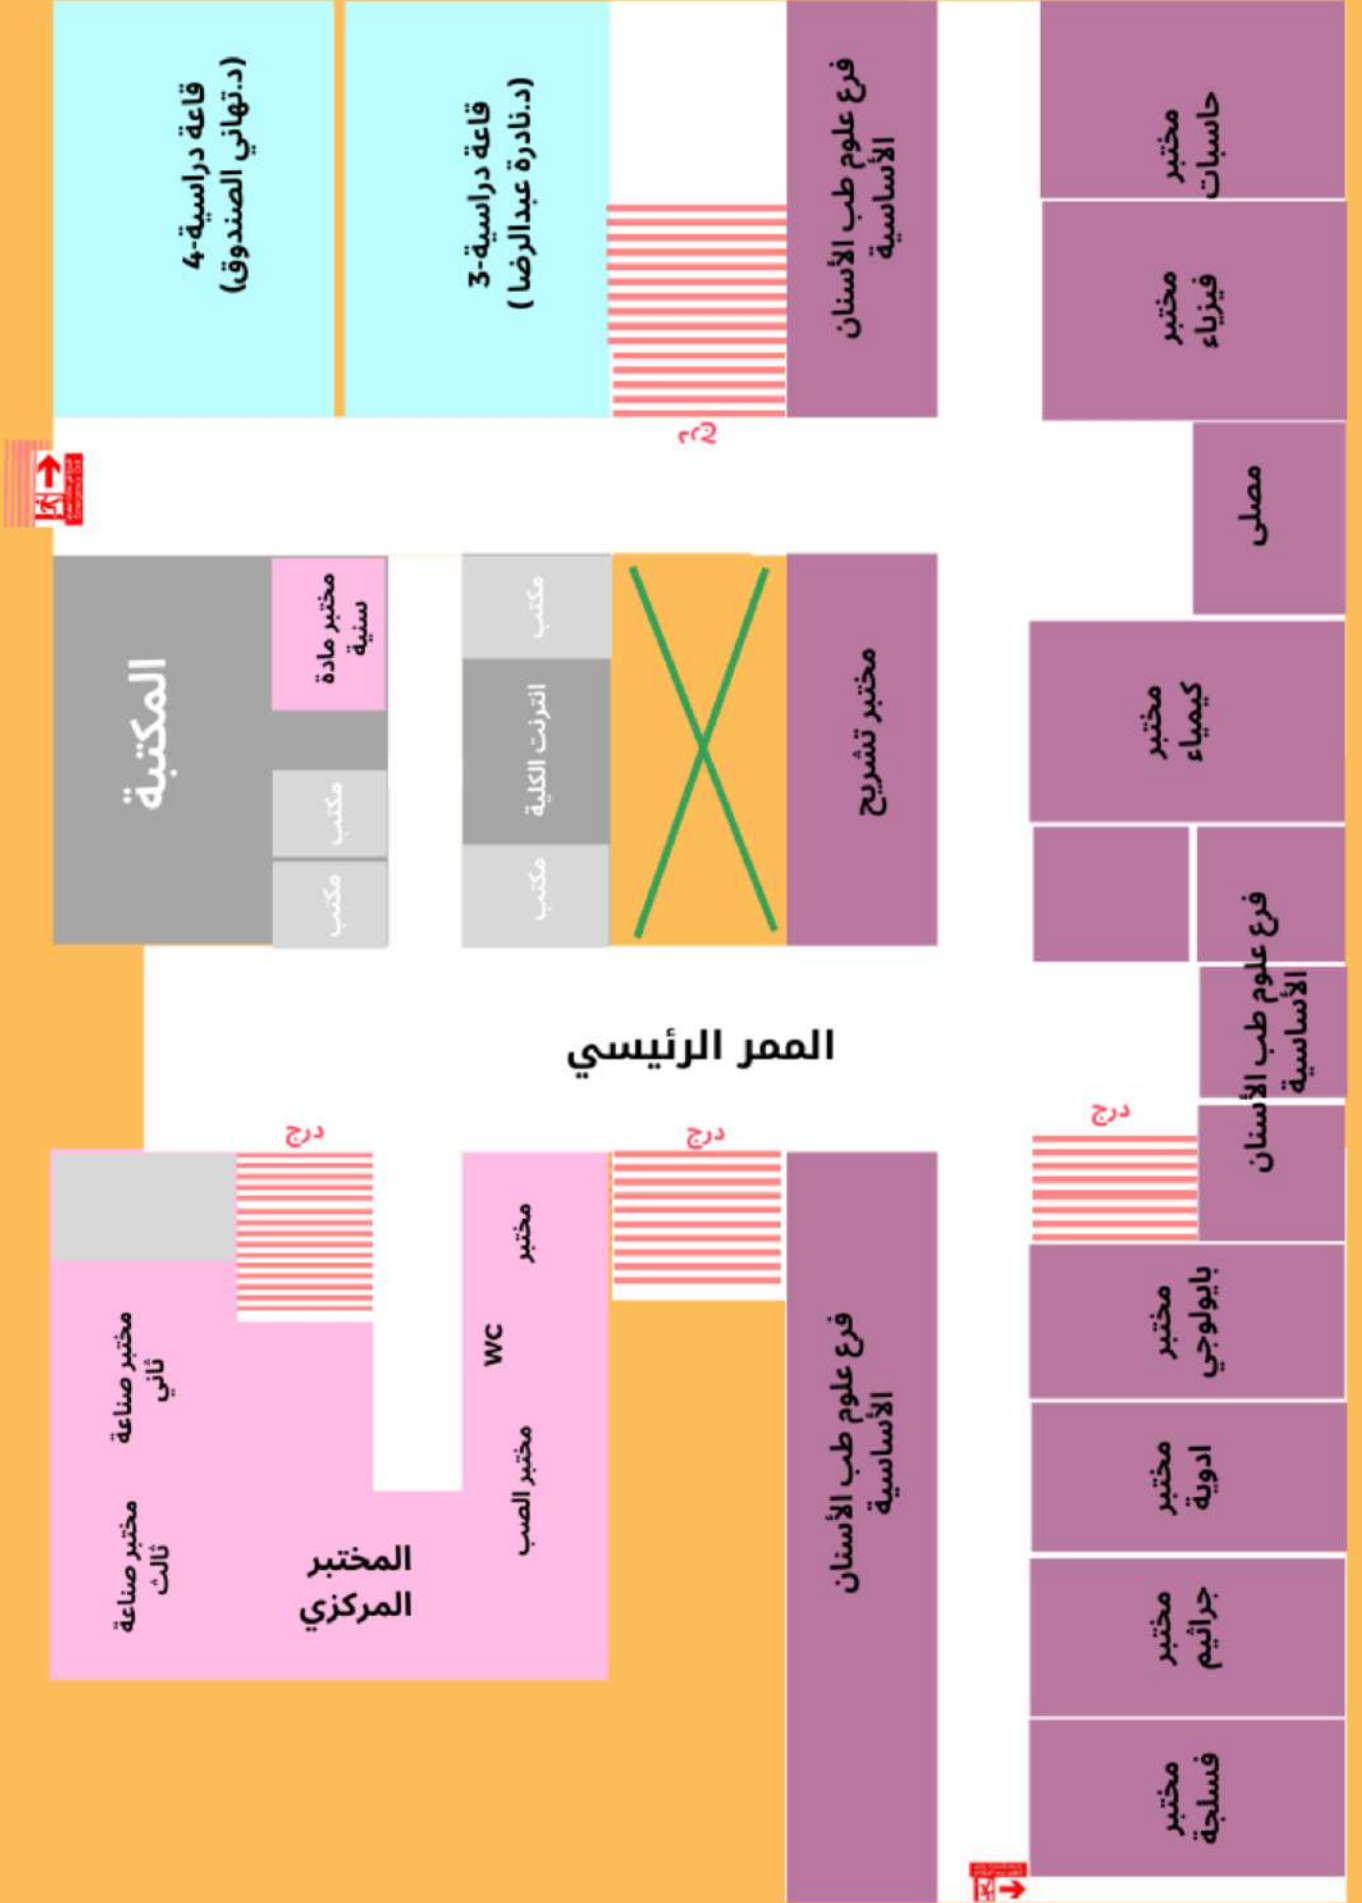 قاعة دراسية-4
(د.تهاني الصندوق)
قاعة دراسية-3
(د.نادرة عبدالرضا )
فرع علوم طب الأسنان
الأساسية
مختبر
حاسبات
مختبر
فيزياء
درج
مصلى
المكتبة
مختبر مادة
سنية
مكتب
مكتب
مكتب
انترنت الكلية
مكتب
مختبر تشريح
مختبر
كيمياء
فرع علوم طب الأسنان
الأساسية
الممر الرئيسي
درج
درج
درج
مختبر صناعة
ثاني
مختبر صناعة
ثالث
المختبر
المركزي
مختبر
WC
مختبر الصب
فرع علوم طب الأسنان
الأساسية
مختبر
بايولوجي
مختبر
ادوية
مختبر
جراثيم
مختبر
فسلجة